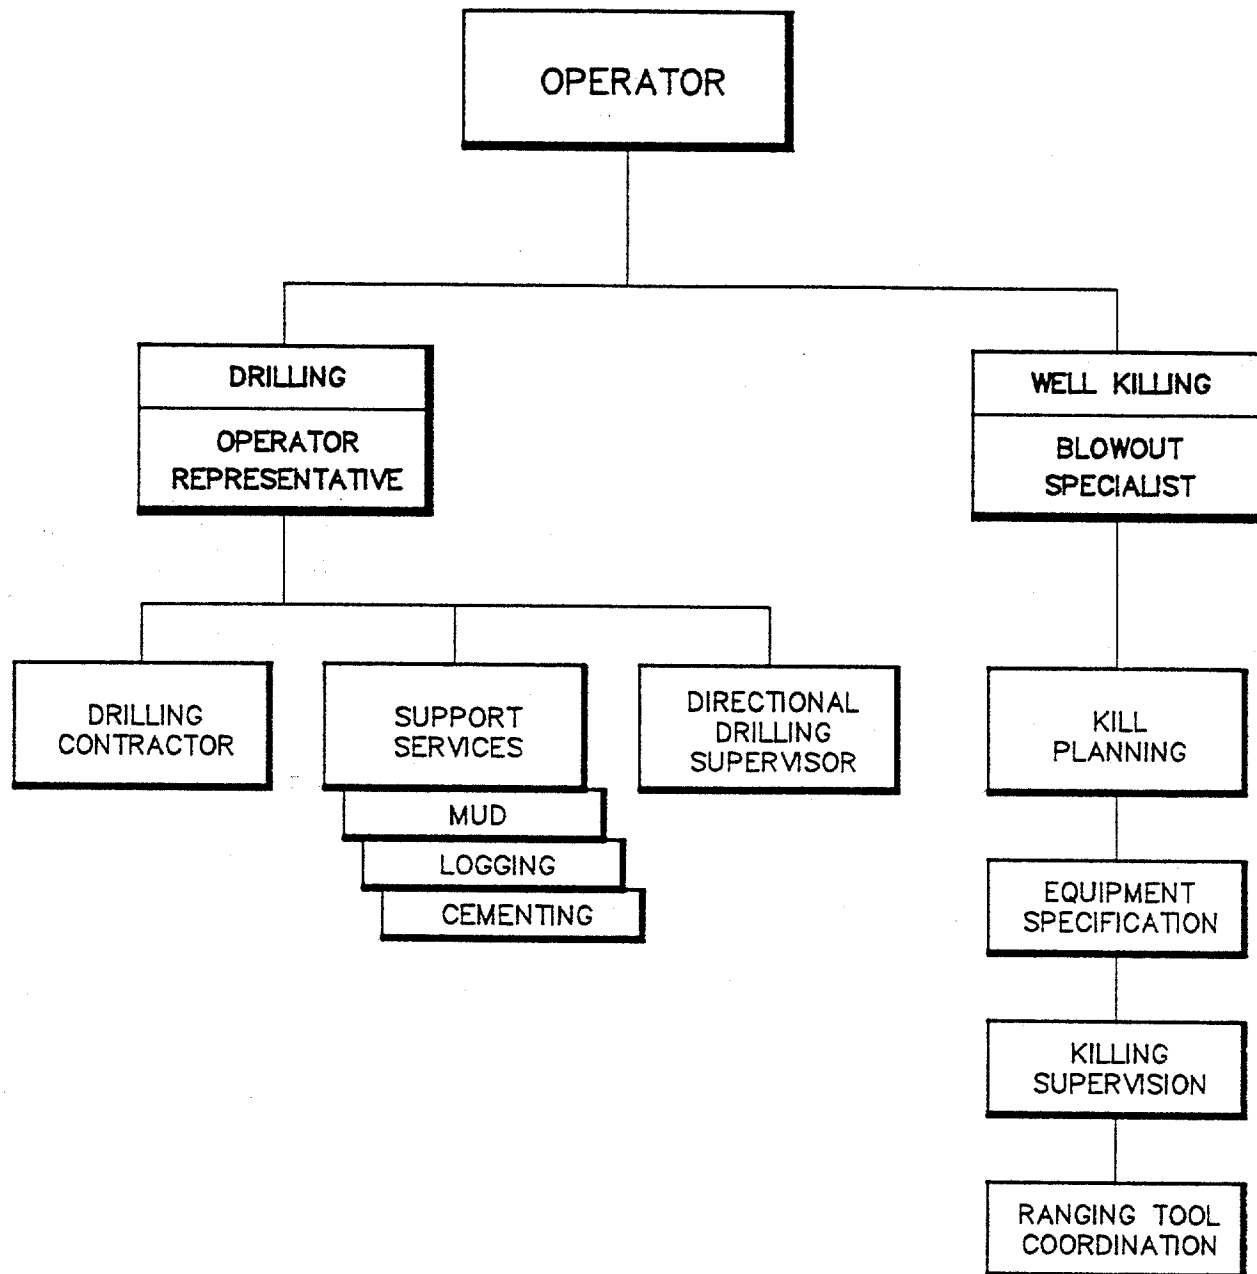 OPERATOR
DRILLING
OPERATOR
REPRESENTATIVE
WELL KILLING
BLOWOUT
SPECIALIST
DRILLING
CONTRACTOR
SUPPORT
SERVICES
MUD
LOGGING
CEMENTING
DIRECTIONAL
DRILLING
SUPERVISOR
KILL
PLANNING
EQUIPMENT
SPECIFICATION
KILLING
SUPERVISION
RANGING TOOL
COORDINATION